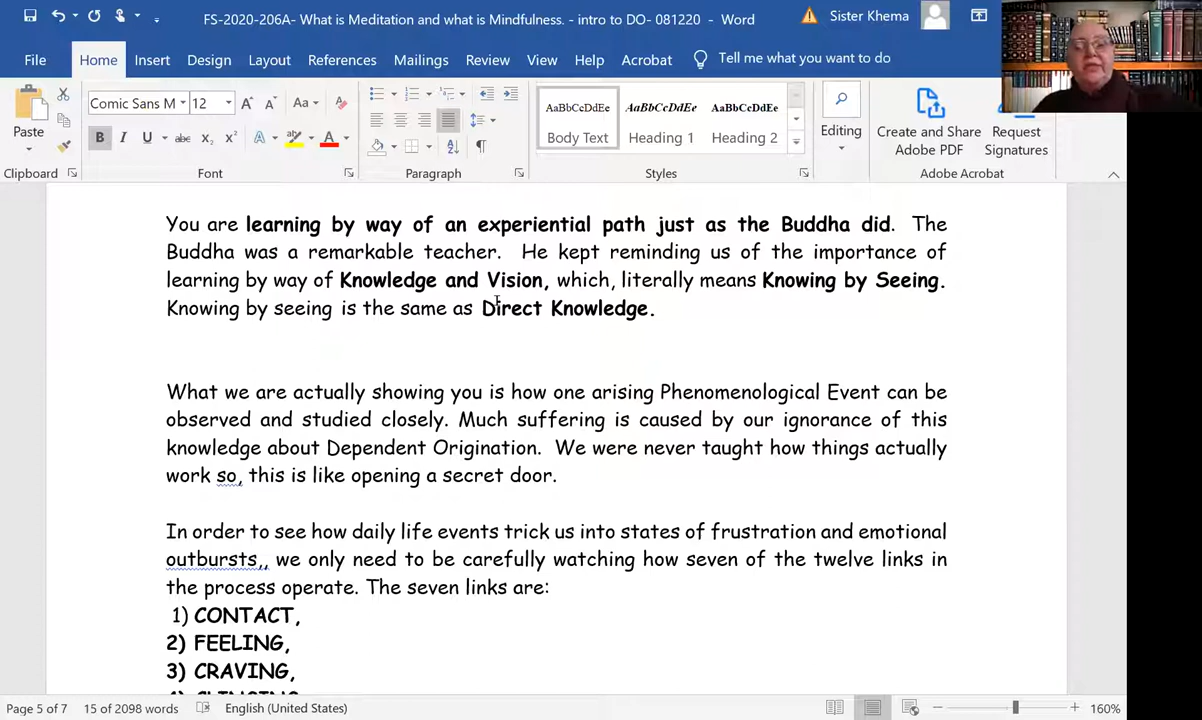 FS-2020-206A- What is Meditation and what is Mindfulness. - intro to DO- 081220 - Word
Sister Khema
File Home Insert Design Layout References Mailings Review View Help Acrobat Tell me what you want to do
Comic Sans M 12 A A Aa A
AaBbCcDdEe AaBbCcDdEe AaBbCcDdEe
Paste
B I U abc X₂ X² A ab A
Body Text Heading 1 Heading 2
Editing
Create and Share Adobe PDF
Request Signatures
Clipboard Font Paragraph Styles Adobe Acrobat
You are learning by way of an experiential path just as the Buddha did. The
Buddha was a remarkable teacher. He kept reminding us of the importance of
learning by way of Knowledge and Vision, which, literally means Knowing by Seeing.
Knowing by seeing is the same as Direct Knowledge.
What we are actually showing you is how one arising Phenomenological Event can be
observed and studied closely. Much suffering is caused by our ignorance of this
knowledge about Dependent Origination. We were never taught how things actually
work so, this is like opening a secret door.
In order to see how daily life events trick us into states of frustration and emotional
outbursts,, we only need to be carefully watching how seven of the twelve links in
the process operate. The seven links are:
1) CONTACT,
2) FEELING,
3) CRAVING,
Page 5 of 7 15 of 2098 words English (United States) 160%